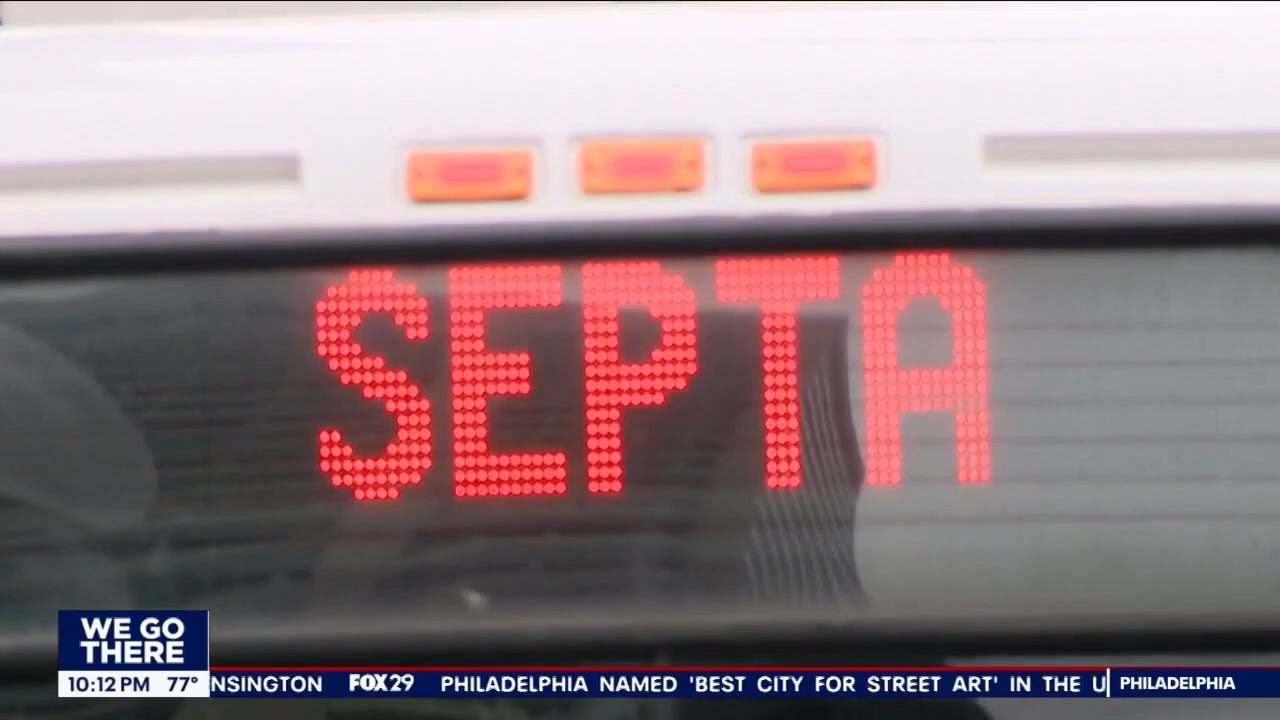 SEPTA
WE GO
THERE
10:12 PM 77° NSINGTON FOX 29 PHILADELPHIA NAMED 'BEST CITY FOR STREET ART' IN THE U PHILADELPHIA